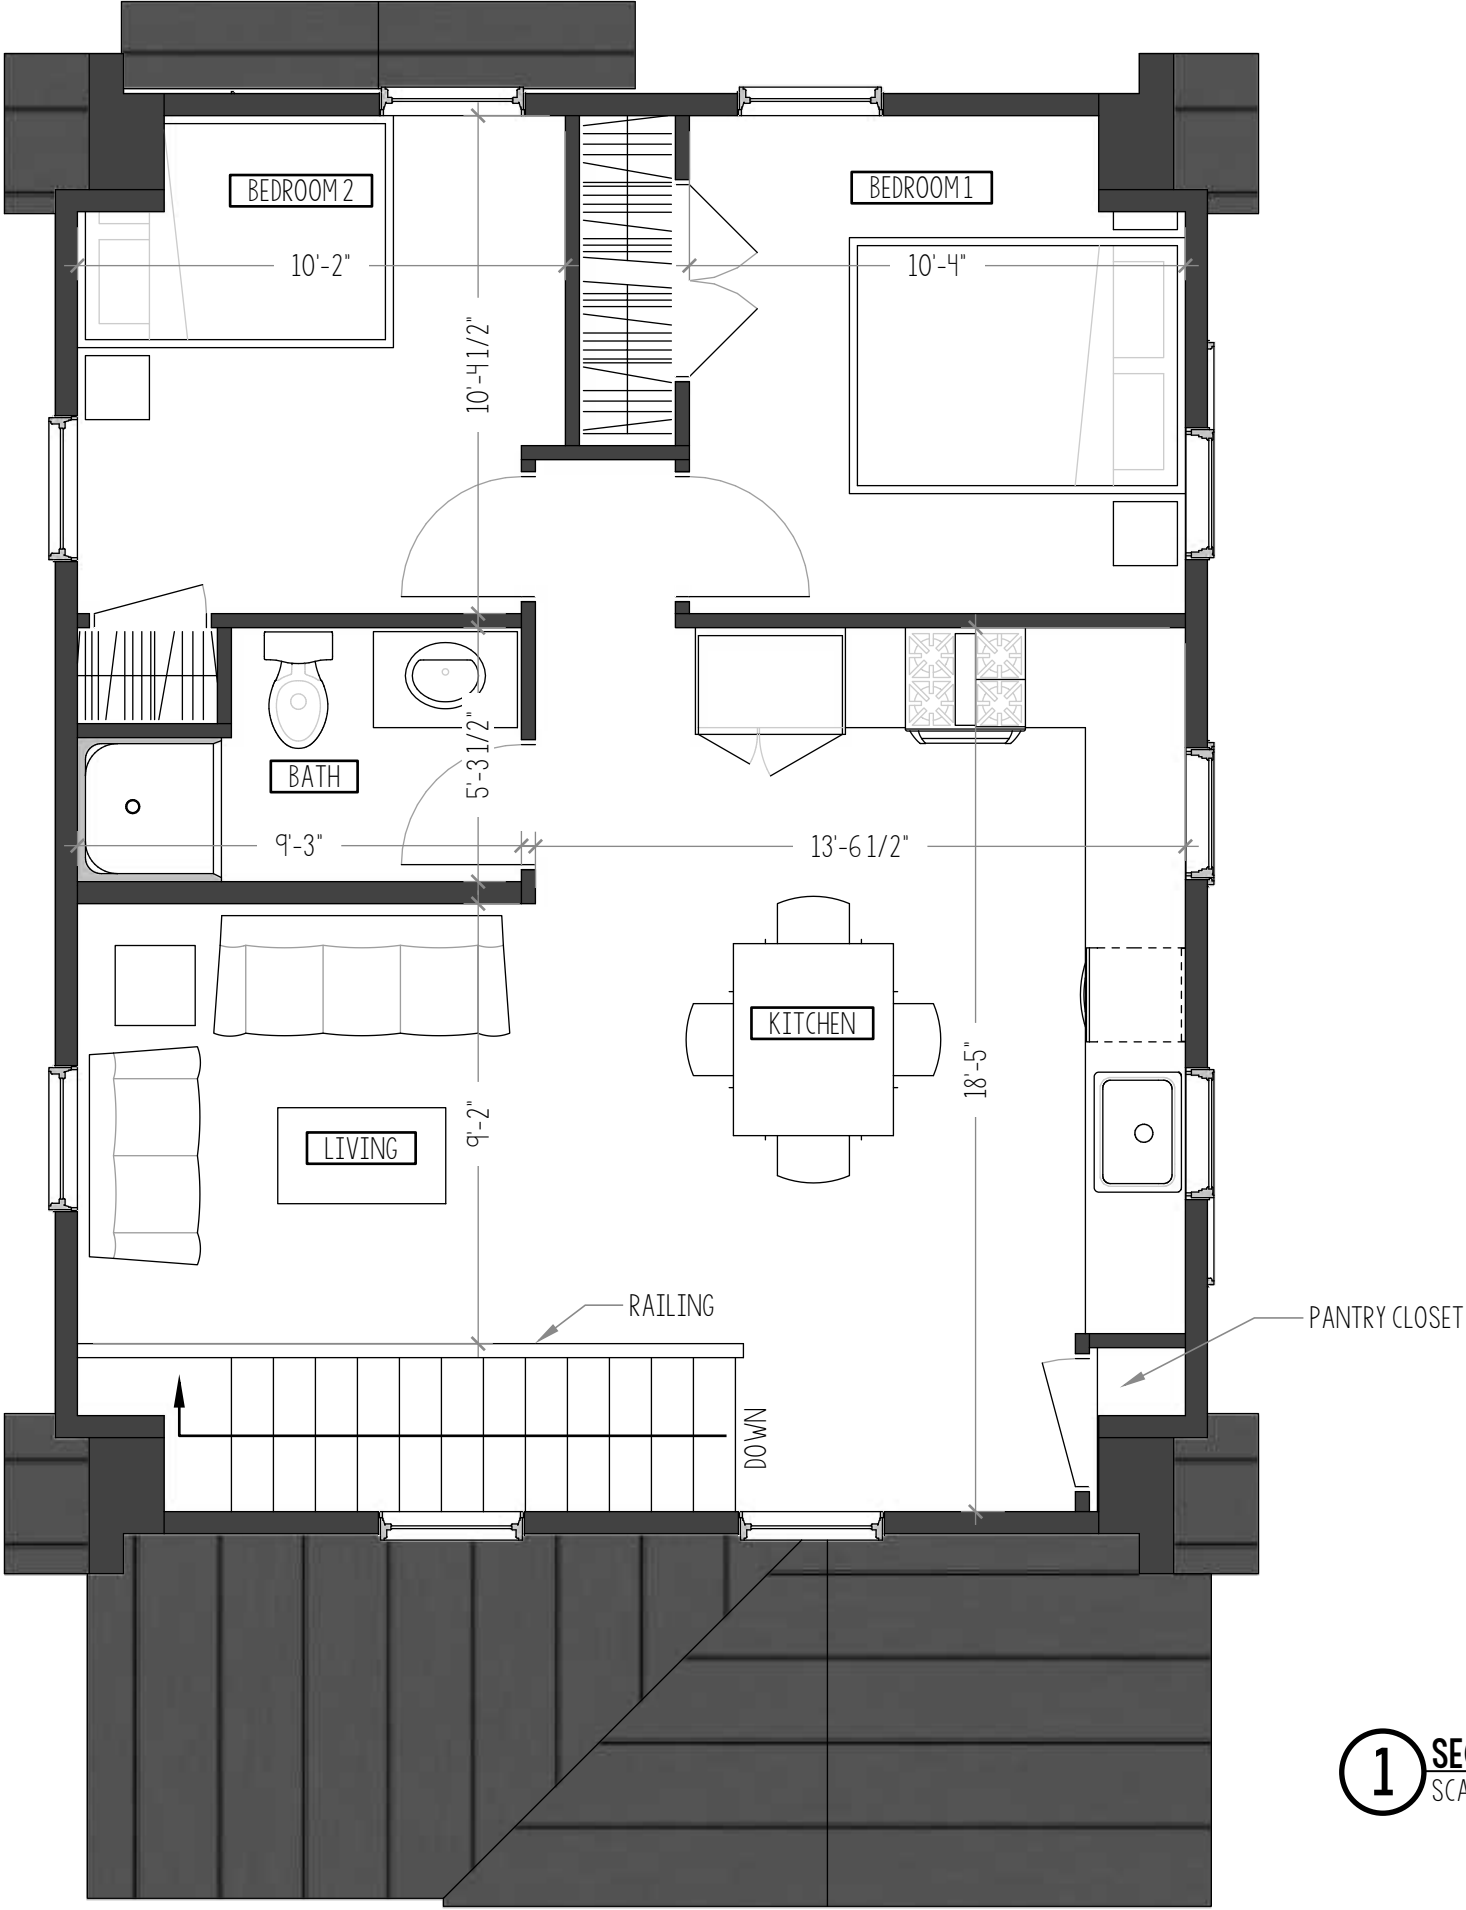 BEDROOM 2
BEDROOM 1
10'-2"
10'-4"
10'-4 1/2"
BATH
5'-3 1/2"
9'-3"
13'-6 1/2"
KITCHEN
18'-5"
LIVING
9'-2"
RAILING
PANTRY CLOSET
DOWN
1
SCA